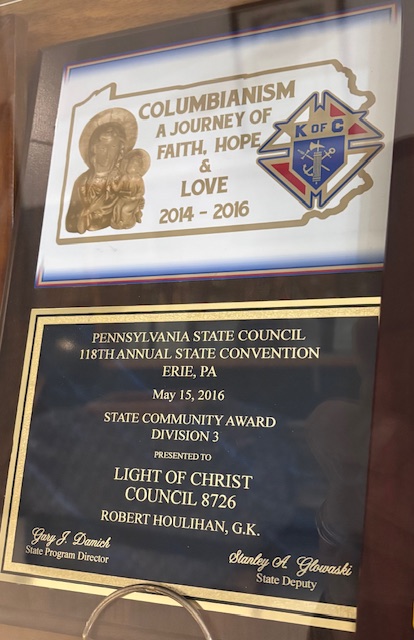 COLUMBIANISM
A JOURNEY OF
FAITH, HOPE
&
LOVE
2014 - 2016
K OF C
PENNSYLVANIA STATE COUNCIL
118TH ANNUAL STATE CONVENTION
ERIE, PA
May 15, 2016
STATE COMMUNITY AWARD
DIVISION 3
PRESENTED TO
LIGHT OF CHRIST
COUNCIL 8726
ROBERT HOULIHAN, G.K.
Gary J. Damich
State Program Director
Stanley A. Glowaski
State Deputy